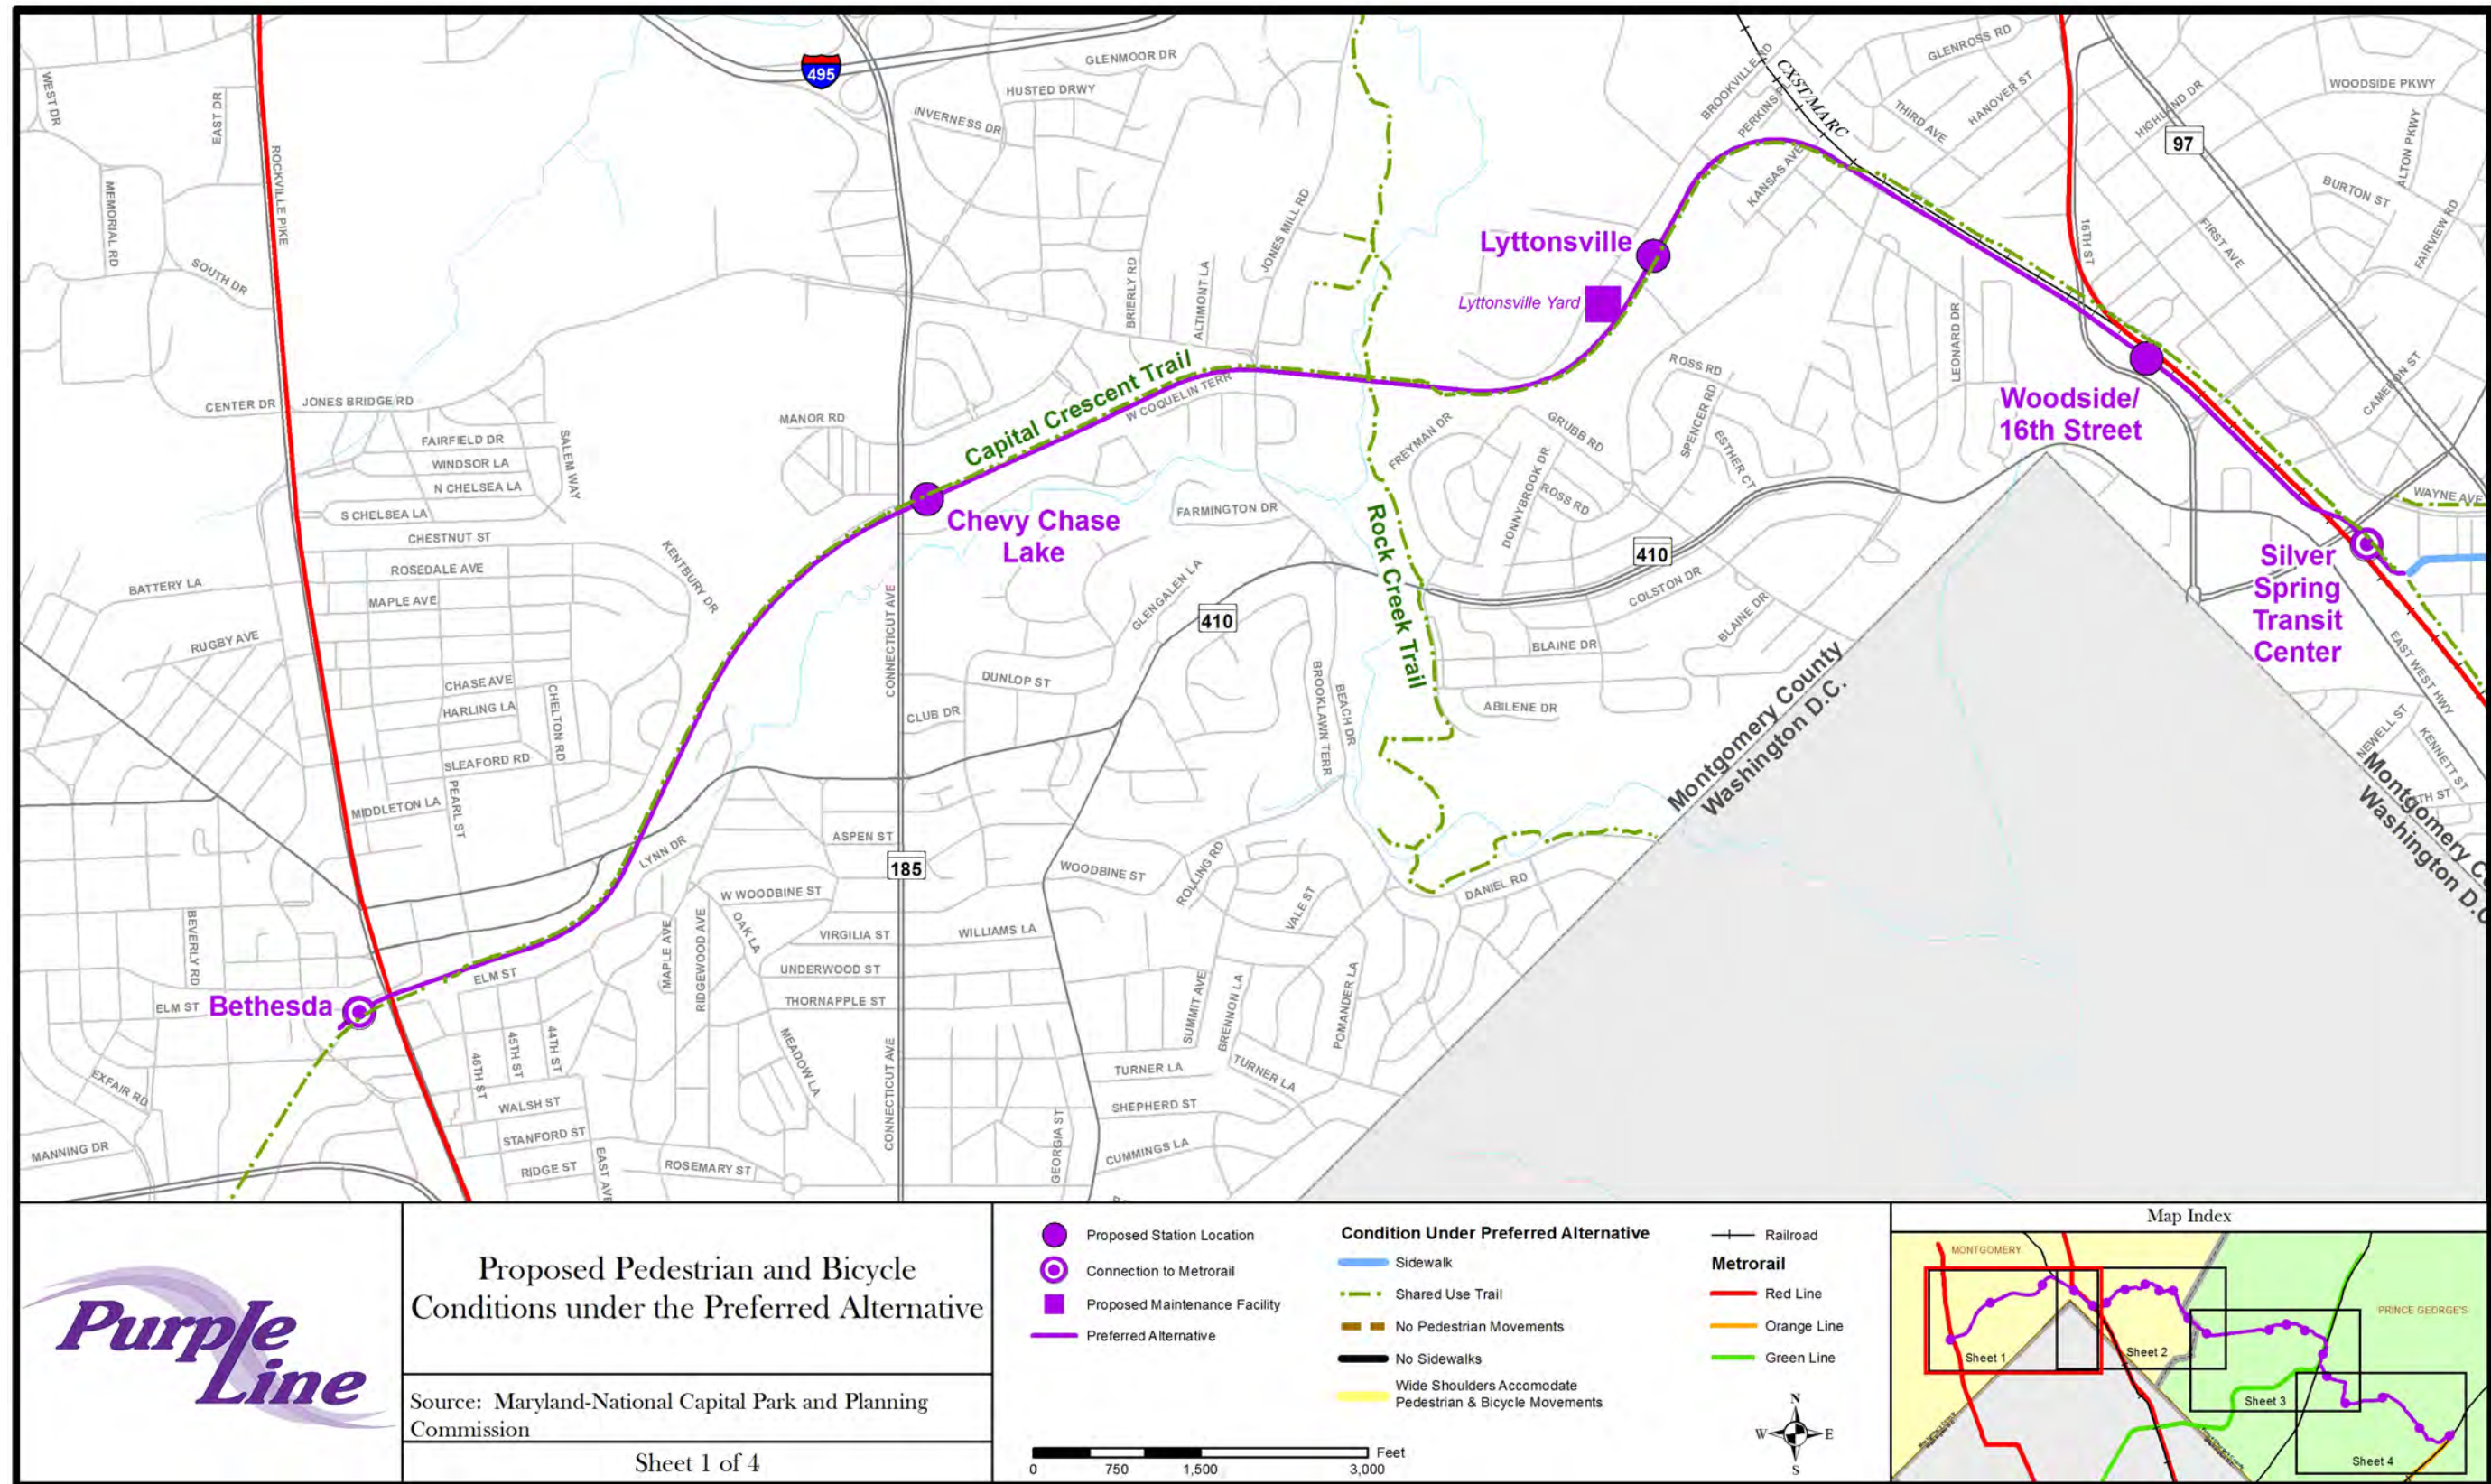 495
GLENMOOR DR
HUSTED DRWY
INVERNESS DR
WEST DR
EAST DR
ROCKVILLE PIKE
MEMORIAL RD
SOUTH DR
BROOKVILLE RD
PERKINS PL
CXST/MARC
KANSAS AVE
GLENROSS RD
THIRD AVE
HANOVER ST
HIGHLAND DR
WOODSIDE PKWY
97
ALTON PKWY
BURTON ST
FAIRVIEW RD
FIRST AVE
16TH ST
JONES MILL RD
BRIERLY RD
ALTIMONT LA
Lyttonsville
Lyttonsville Yard
LEONARD DR
CAMERON ST
Woodside/
16th Street
CENTER DR
JONES BRIDGE RD
MANOR RD
Capital Crescent Trail
W COQUELIN TERR
ROSS RD
SPENCER RD
ESTHER CT
GRUBB RD
FREYMAN DR
DONNYBROOK DR
ROSS RD
FAIRFIELD DR
WINDSOR LA
N CHELSEA LA
S CHELSEA LA
SALEM WAY
CHESTNUT ST
ROSEDALE AVE
MAPLE AVE
KENTBURY DR
BATTERY LA
RUGBY AVE
Chevy Chase
Lake
FARMINGTON DR
Rock Creek Trail
WAYNE AVE
Silver
Spring
Transit
Center
410
410
COLSTON DR
BLAINE DR
BLAINE DR
ABILENE DR
GLENGALEN LA
CONNECTICUT AVE
DUNLOP ST
CLUB DR
BROOKLAWN TERR
BEACH DR
EAST WEST HWY
NEWELL ST
KENNETT ST
TH ST
Montgomery County
Washington D.C.
Montgomery Co
Washington D.C
CHASE AVE
HARLING LA
CHELTON RD
SLEAFORD RD
MIDDLETON LA
PEARL ST
LYNN DR
ASPEN ST
185
W WOODBINE ST
WOODBINE ST
ROLLING RD
VALE ST
DANIEL RD
BEVERLY RD
MAPLE AVE
RIDGEWOOD AVE
OAK LA
VIRGILIA ST
WILLIAMS LA
UNDERWOOD ST
THORNAPPLE ST
ELM ST
ELM ST
Bethesda
46TH ST
45TH ST
44TH ST
MEADOW LA
CONNECTICUT AVE
SUMMIT AVE
BRENNON LA
POMANDER LA
TURNER LA
TURNER LA
SHEPHERD ST
CUMMINGS LA
GEORGIA ST
EXFAIR RD
MANNING DR
WALSH ST
STANFORD ST
RIDGE ST
EAST AVE
ROSEMARY ST
Purple
Line
Proposed Pedestrian and Bicycle
Conditions under the Preferred Alternative
Source: Maryland-National Capital Park and Planning
Commission
Sheet 1 of 4
Proposed Station Location
Connection to Metrorail
Proposed Maintenance Facility
Preferred Alternative
Condition Under Preferred Alternative
Sidewalk
Shared Use Trail
No Pedestrian Movements
No Sidewalks
Wide Shoulders Accomodate
Pedestrian & Bicycle Movements
Railroad
Metrorail
Red Line
Orange Line
Green Line
0 750 1,500 3,000
Feet
N
W E
S
Map Index
MONTGOMERY
PRINCE GEORGE'S
Sheet 1
Sheet 2
Sheet 3
Sheet 4